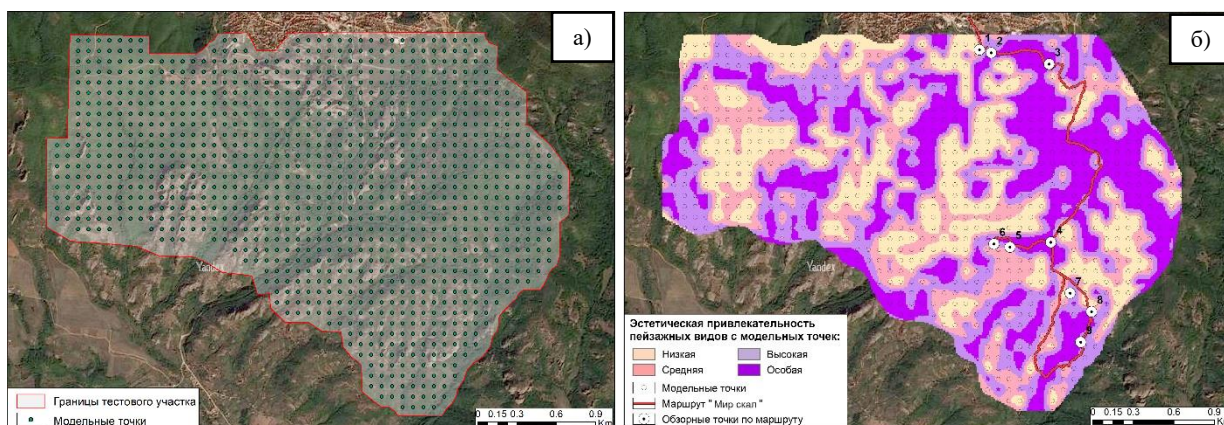 а)
Yandex
Границы тестового участка
Модельные точки
0 0.15 0.3 0.6 0.9
Km
б)
1 2
3
4
5
6
7
8
9
Yandex
Эстетическая привлекательность
пейзажных видов с модельных точек:
Низкая Высокая
Средняя Особая
Модельные точки
Маршрут "Мир скал"
Обзорные точки по маршруту
0 0.15 0.3 0.6 0.9